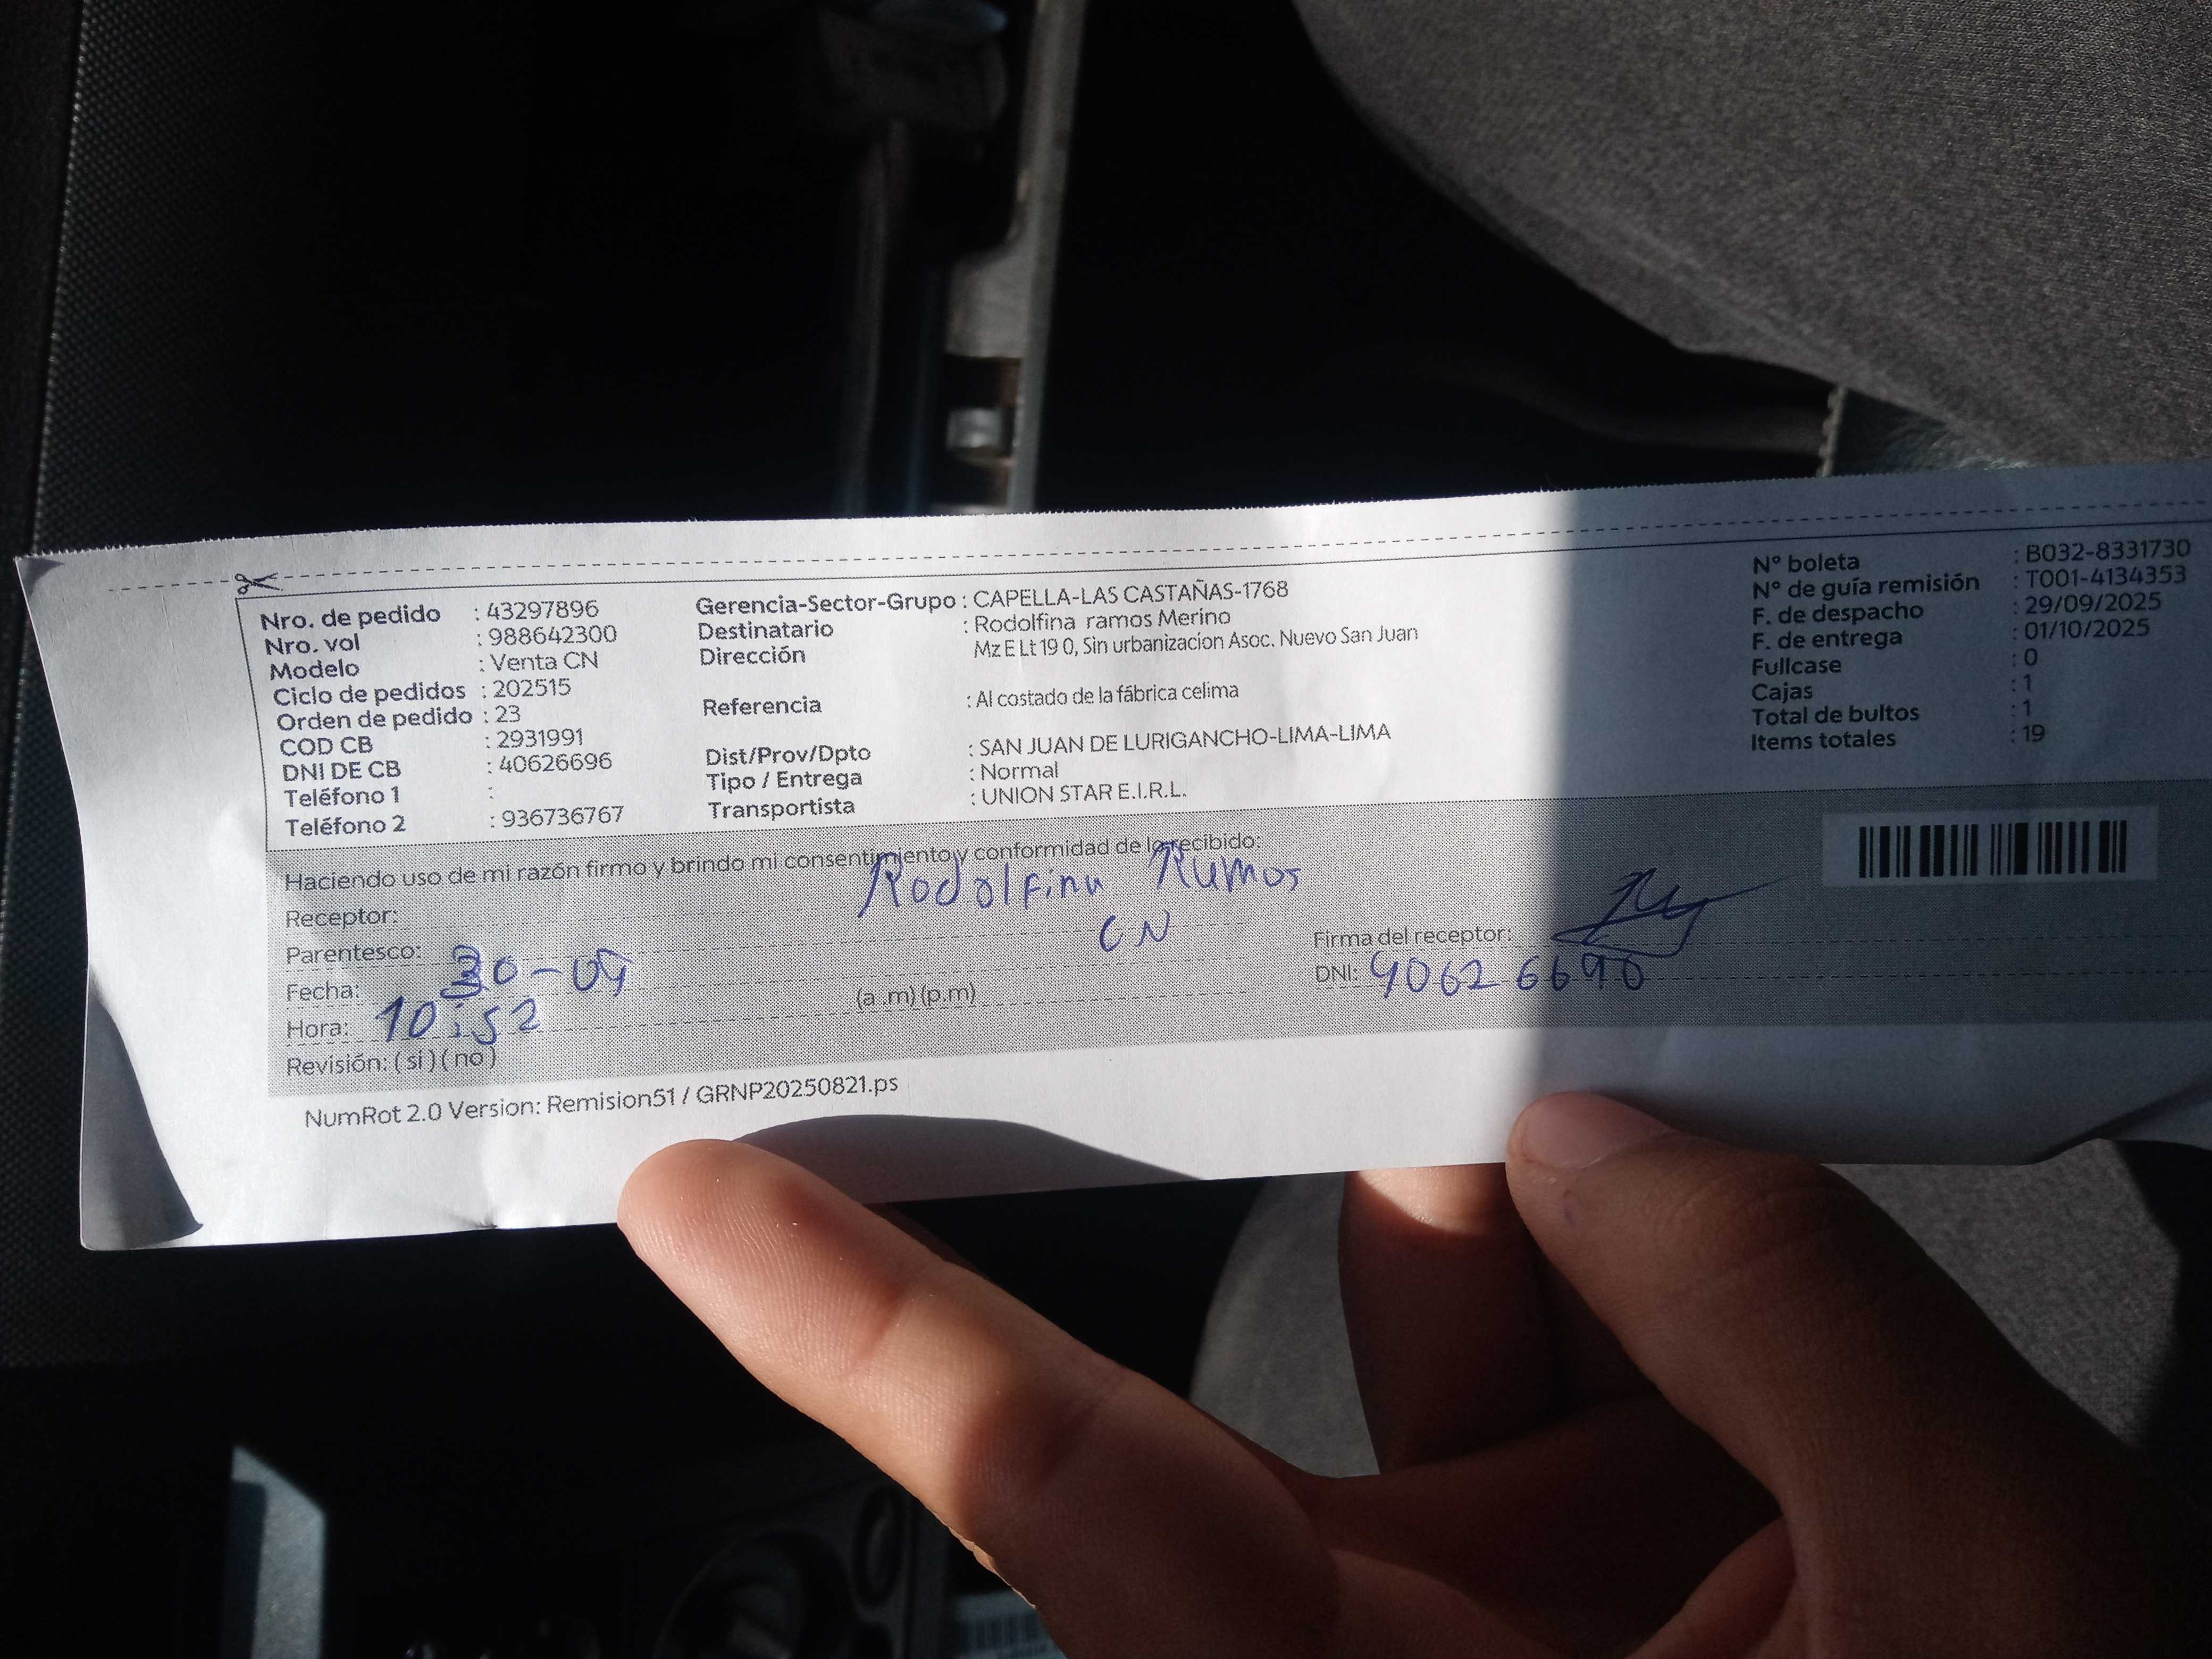 Nro. de pedido : 43297896
Nro. vol : 988642300
Modelo : Venta CN
Ciclo de pedidos : 202515
Orden de pedido : 23
COD CB : 2931991
DNI DE CB : 40626696
Teléfono 1 :
Teléfono 2 : 936736767
Gerencia-Sector-Grupo : CAPELLA-LAS CASTAÑAS-1768
Destinatario : Rodolfina ramos Merino
Dirección Mz E Lt 19 0, Sin urbanizacíon Asoc. Nuevo San Juan
Referencia : Al costado de la fábrica celima
Dist/Prov/Dpto : SAN JUAN DE LURIGANCHO-LIMA-LIMA
Tipo / Entrega : Normal
Transportista : UNION STAR E.I.R.L.
N° boleta : B032-8331730
N° de guía remisión : T001-4134353
F. de despacho : 29/09/2025
F. de entrega : 01/10/2025
Fullcase : 0
Cajas : 1
Total de bultos : 1
Items totales : 19
Haciendo uso de mi razón firmo y brindo mi consentimiento y conformidad de lo recibido:
Receptor: Rodolfina Ramos
Parentesco: CN
Fecha: 30-09
Hora: 10:52 (a .m) (p.m)
Revisión: ( si ) ( no )
Firma del receptor:
DNI: 40626690
NumRot 2.0 Version: Remision51 / GRNP20250821.ps